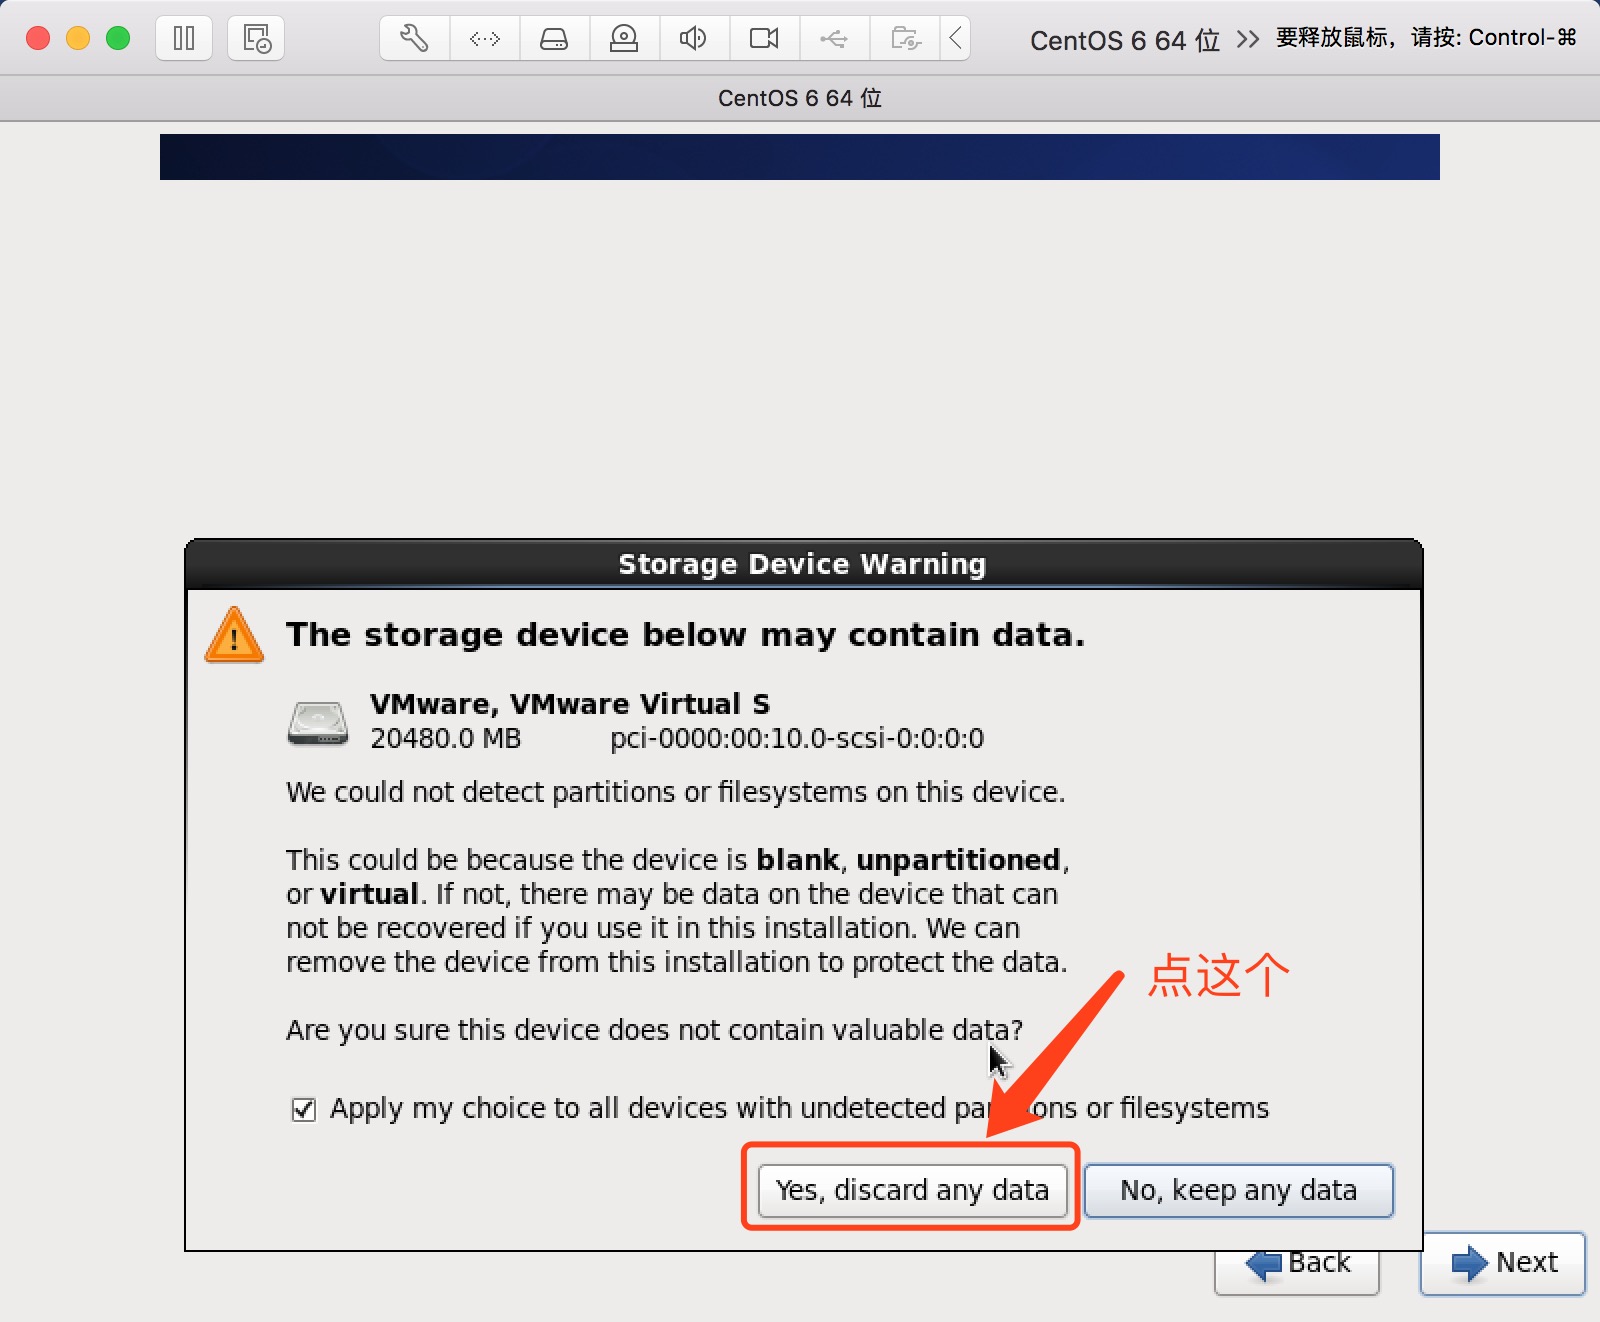 CentOS 6 64 位
要释放鼠标，请按: Control-⌘
CentOS 6 64 位
Storage Device Warning
The storage device below may contain data.
VMware, VMware Virtual S
20480.0 MB pci-0000:00:10.0-scsi-0:0:0:0
We could not detect partitions or filesystems on this device.
This could be because the device is blank, unpartitioned,
or virtual. If not, there may be data on the device that can
not be recovered if you use it in this installation. We can
remove the device from this installation to protect the data.
点这个
Are you sure this device does not contain valuable data?
Apply my choice to all devices with undetected pa ons or filesystems
Yes, discard any data
No, keep any data
Back
Next